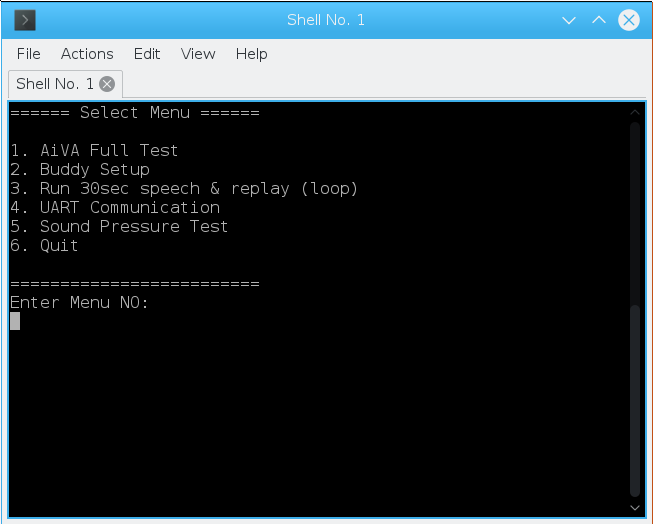 Shell No. 1
File Actions Edit View Help
Shell No. 1
====== Select Menu ======
1. AiVA Full Test
2. Buddy Setup
3. Run 30sec speech & replay (loop)
4. UART Communication
5. Sound Pressure Test
6. Quit
=========================
Enter Menu NO: